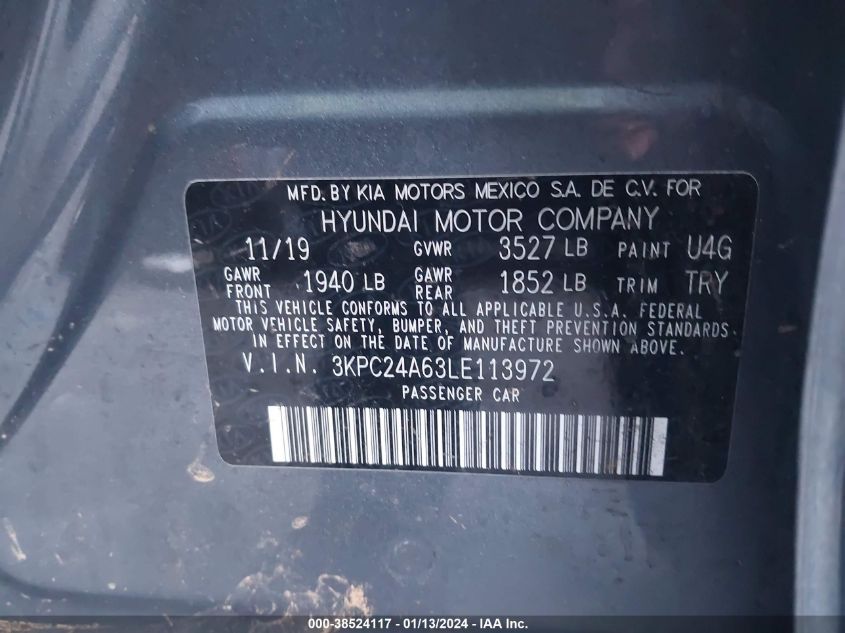 MFD. BY KIA MOTORS MEXICO S.A. DE C.V. FOR
HYUNDAI MOTOR COMPANY
11/19 GVWR 3527 LB PAINT U4G
GAWR FRONT 1940 LB GAWR REAR 1852 LB TRIM TRY
THIS VEHICLE CONFORMS TO ALL APPLICABLE U.S.A. FEDERAL
MOTOR VEHICLE SAFETY, BUMPER, AND THEFT PREVENTION STANDARDS
IN EFFECT ON THE DATE OF MANUFACTURE SHOWN ABOVE.
V.I.N. 3KPC24A63LE113972
PASSENGER CAR
000-38524117 - 01/13/2024 - IAA Inc.